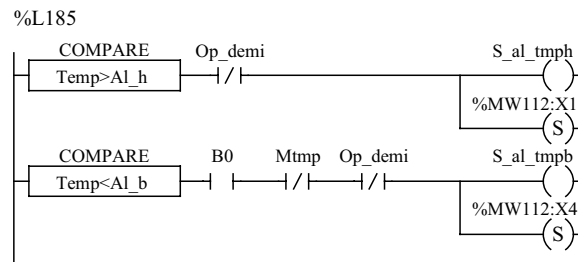 %L185
COMPARE Op_demi S_al_tmph
Temp>Al_h
%MW112:X1
S
COMPARE B0 Mtmp Op_demi S_al_tmpb
Temp<Al_b
%MW112:X4
S